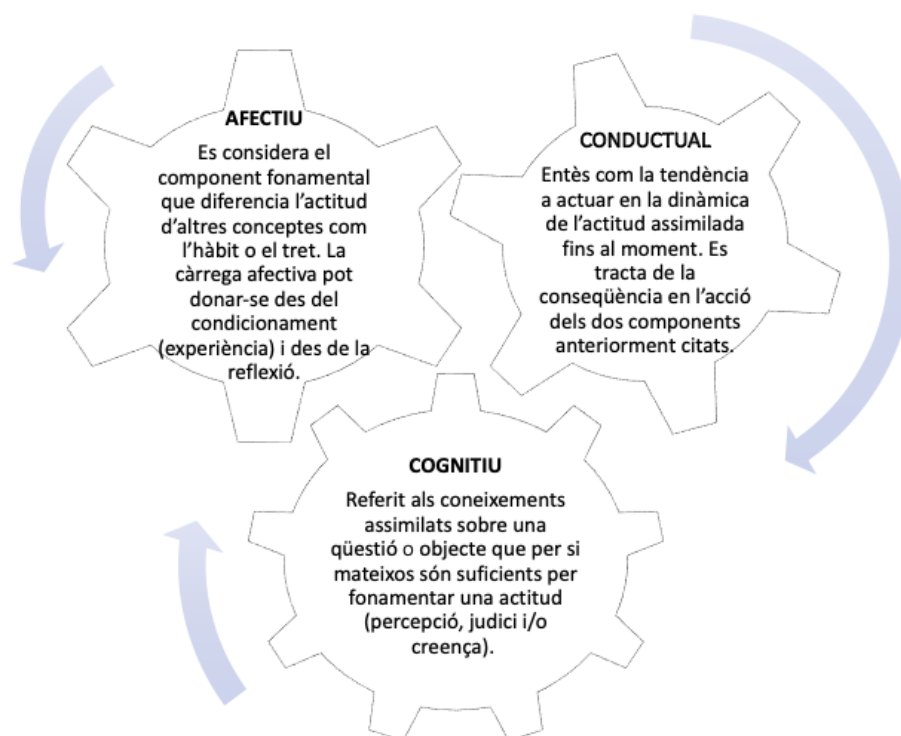 AFECTIU
Es considera el
component fonamental
que diferencia l'actitud
d'altres conceptes com
l'hàbit o el tret. La
càrrega afectiva pot
donar-se des del
condicionament
(experiència) i des de la
reflexió.
CONDUCTUAL
Entès com la tendència
a actuar en la dinàmica
de l'actitud assimilada
fins al moment. Es
tracta de la
conseqüència en l'acció
dels dos components
anteriorment citats.
COGNITIU
Referit als coneixements
assimilats sobre una
qüestió o objecte que per si
mateixos són suficients per
fonamentar una actitud
(percepció, judici i/o
creença).